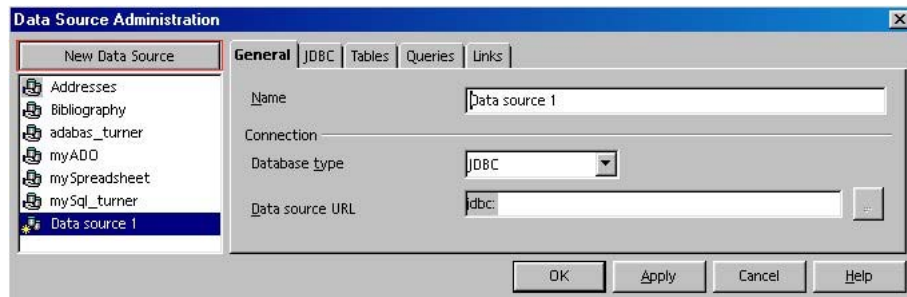 Data Source Administration
New Data Source
Addresses
Bibliography
adabas_turner
myADO
mySpreadsheet
mySql_turner
Data source 1
General JDBC Tables Queries Links
Name Data source 1
Connection
Database type JDBC
Data source URL jdbc: ...
OK Apply Cancel Help